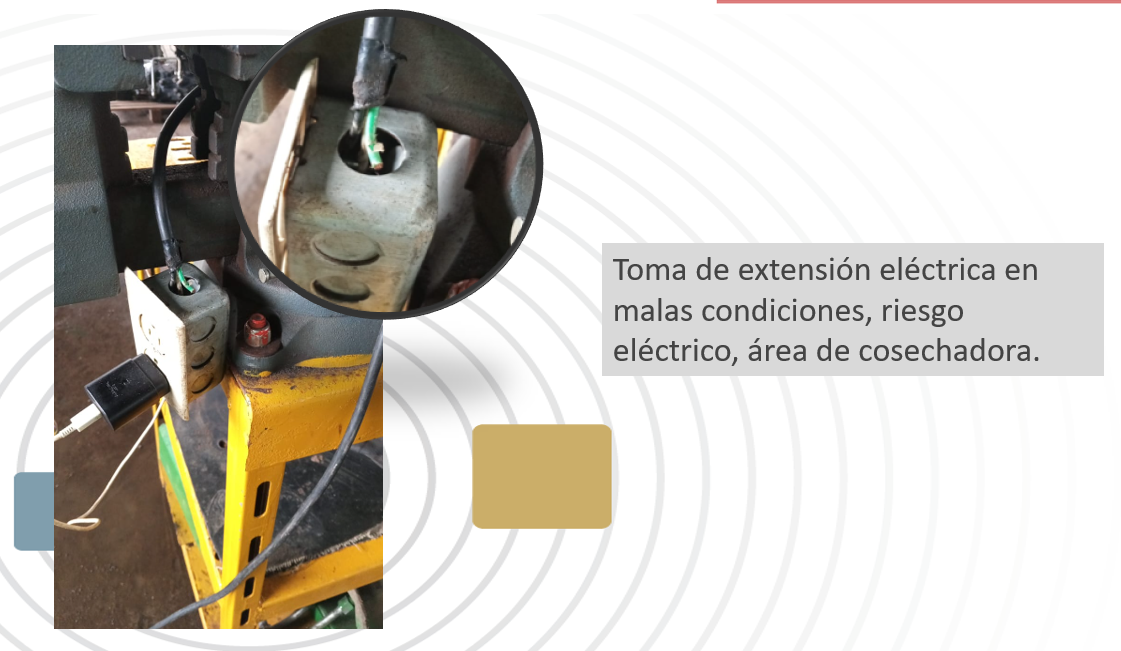 Toma de extensión eléctrica en
malas condiciones, riesgo
eléctrico, área de cosechadora.